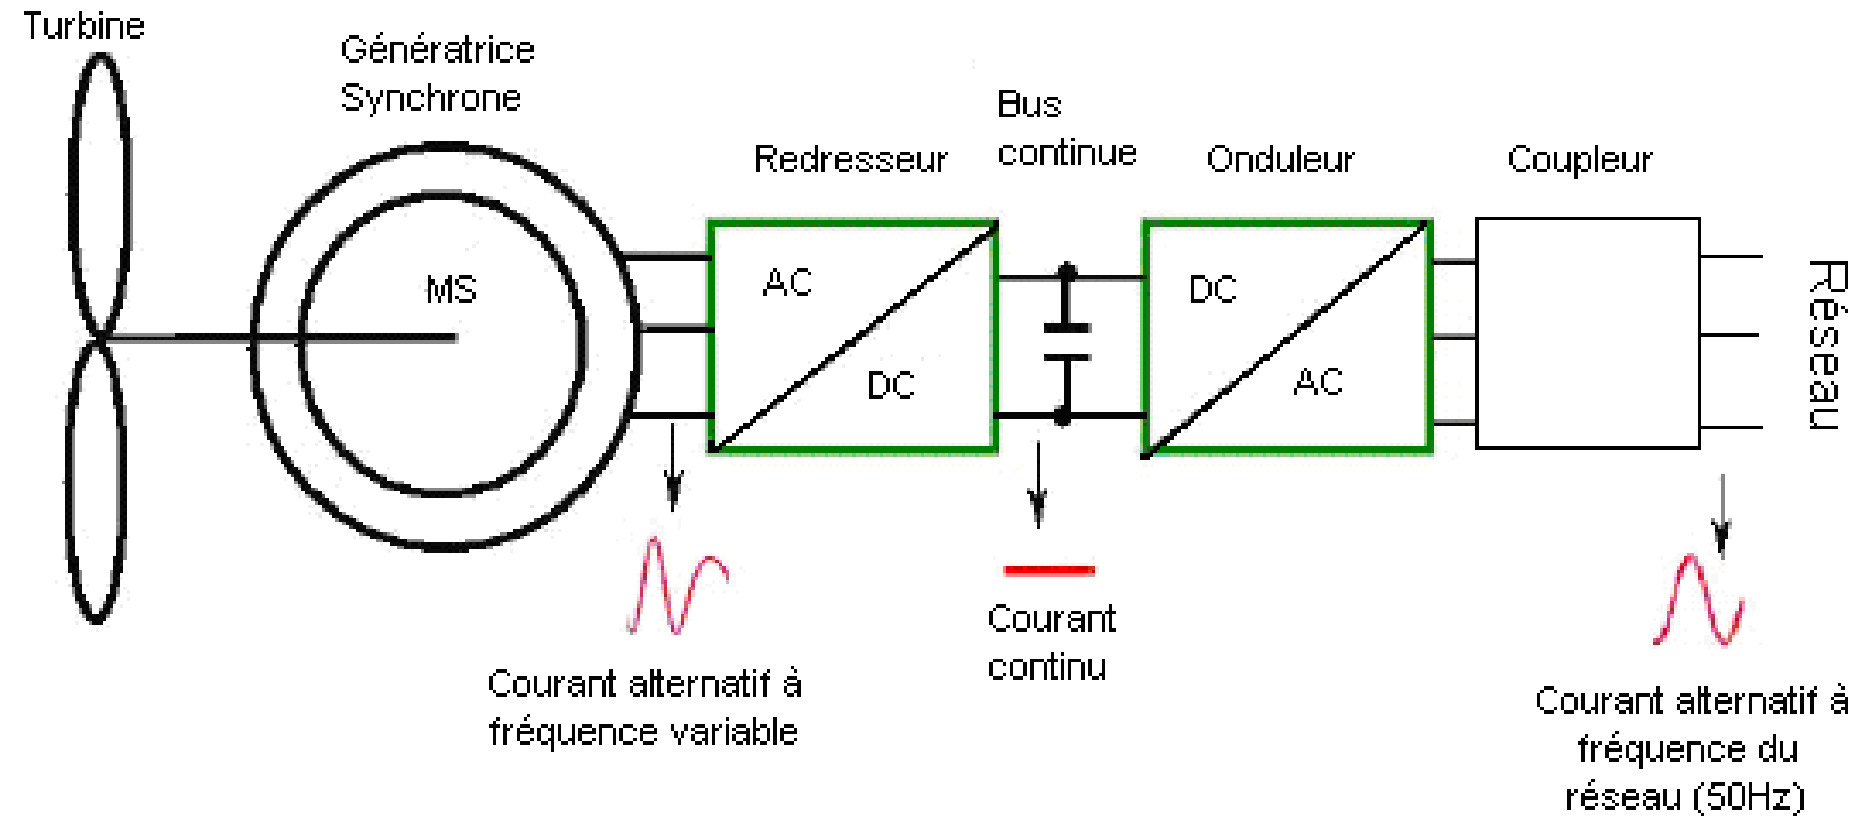 Turbine
Génératrice
Synchrone
Redresseur
Bus
continue
Onduleur
Coupleur
MS
AC
DC
DC
AC
Réseau
Courant alternatif à
fréquence variable
Courant
continu
Courant alternatif à
fréquence du
réseau (50Hz)